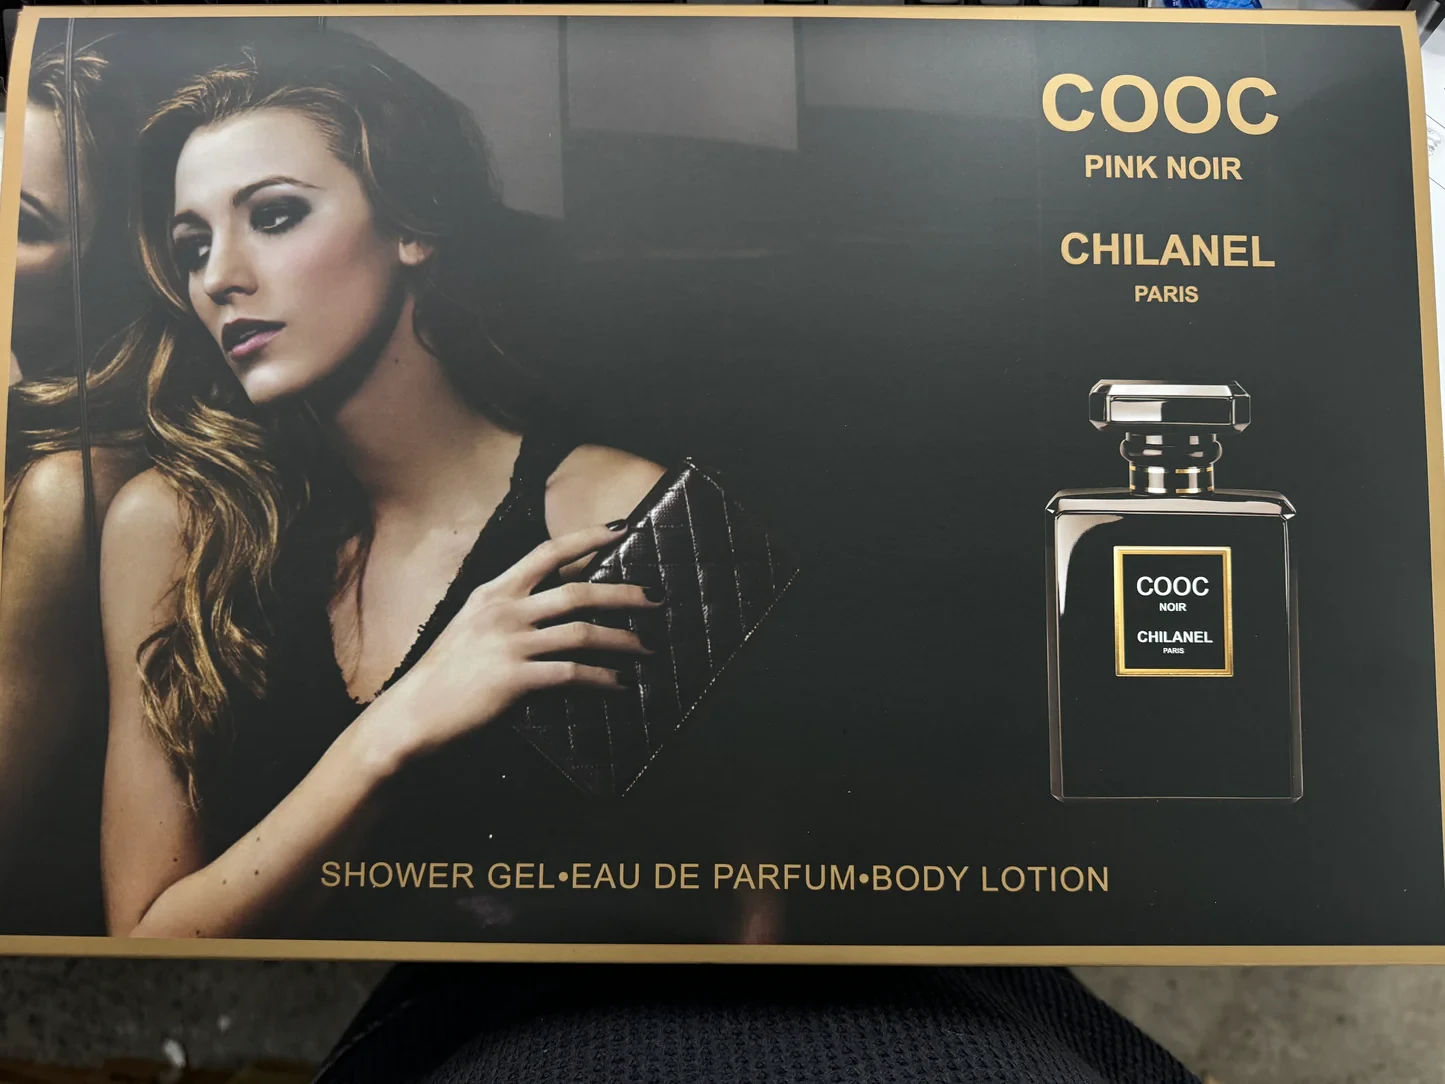 COOC
PINK NOIR
CHILANEL
PARIS
COOC
NOIR
CHILANEL
PARIS
SHOWER GEL•EAU DE PARFUM•BODY LOTION